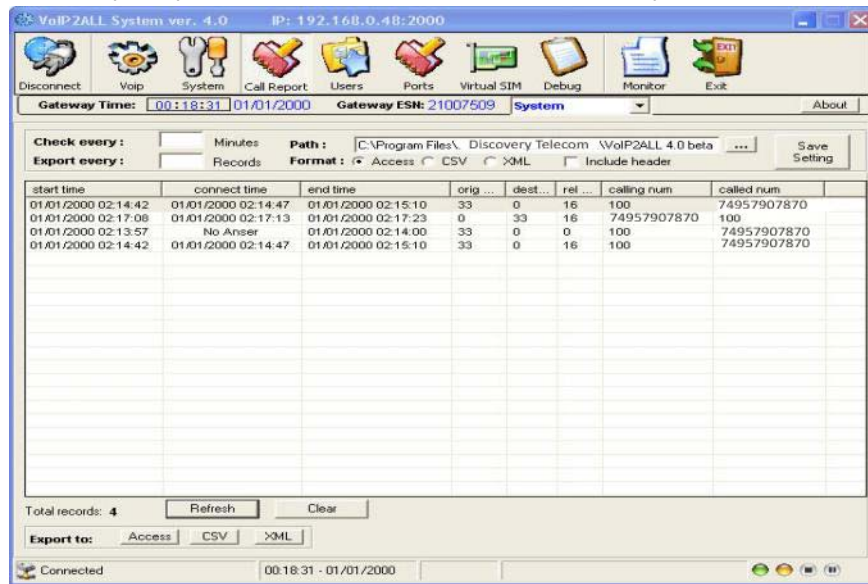 VoIP2ALL System ver. 4.0 IP: 192.168.0.48:2000
Disconnect Voip System Call Report Users Ports Virtual SIM Debug Monitor Exit
Gateway Time: 00:18:31 01/01/2000 Gateway ESN: 21007509 System About
Check every : Minutes Path : C:\Program Files\. Discovery Telecom \VoIP2ALL 4.0 beta ... Save Setting
Export every : Records Format : Access CSV XML Include header
start time connect time end time orig ... dest... rel ... calling num called num
01/01/2000 02:14:42 01/01/2000 02:14:47 01/01/2000 02:15:10 33 0 16 100 74957907870
01/01/2000 02:17:08 01/01/2000 02:17:13 01/01/2000 02:17:23 0 33 16 74957907870 100
01/01/2000 02:13:57 No Anser 01/01/2000 02:14:00 33 0 0 100 74957907870
01/01/2000 02:14:42 01/01/2000 02:14:47 01/01/2000 02:15:10 33 0 16 100 74957907870
Total records: 4 Refresh Clear
Export to: Access CSV XML
Connected 00:18:31 - 01/01/2000